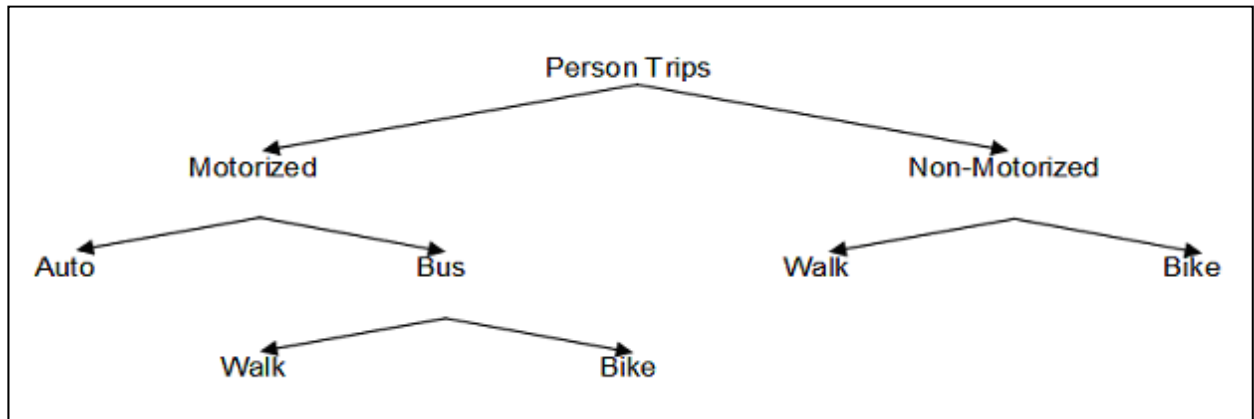 Person Trips
Motorized
Non-Motorized
Auto
Bus
Walk
Bike
Walk
Bike